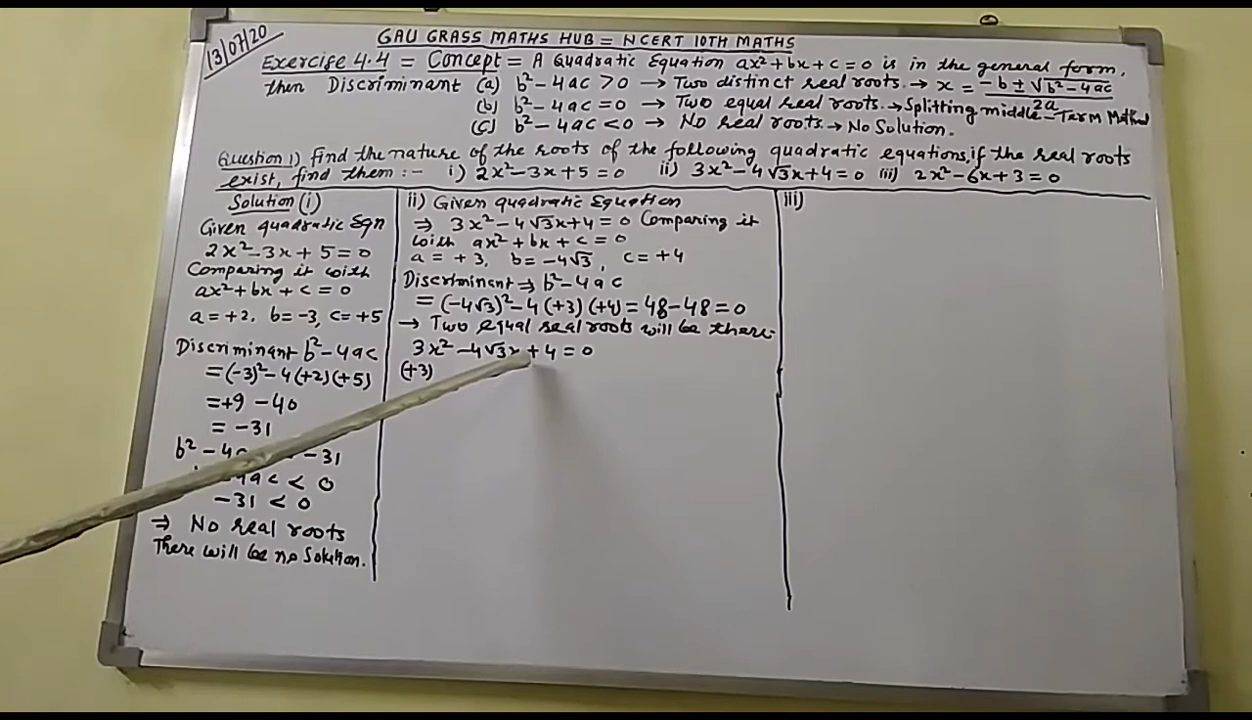 13/07/20
GAU GRASS MATHS HUB = NCERT 10TH MATHS
Exercise 4.4 = Concept = A Quadratic Equation ax²+bx+c=0 is in the general form,
then Discriminant (a) b²-4ac >0 → Two distinct real roots. → x = (-b±√(b²-4ac))/2a
(b) b²-4ac =0 → Two equal real roots. → Splitting middle-Term Method
(c) b²-4ac <0 → No real roots → No Solution.
Question 1) find the nature of the roots of the following quadratic equations, if the real roots
exist, find them :- i) 2x²-3x+5=0 ii) 3x²-4√3x+4=0 (iii) 2x²-6x+3=0
Solution (i)
Given quadratic Eqn
2x²-3x+5=0
Comparing it with
ax²+bx+c=0
a=+2, b=-3, c=+5
Discriminant b²-4ac
=(-3)²-4(+2)(+5)
=+9-40
= -31
b²-4 -31
4ac < 0
-31 < 0
⇒ No real roots
There will be no Solution.
ii) Given quadratic Equation
⇒ 3x²-4√3x+4=0 Comparing it
with ax²+bx+c=0
a = +3, b=-4√3, c=+4
Discriminant ⇒ b²-4ac
= (-4√3)²-4(+3)(+4)=48-48=0
→ Two equal real roots will be there.
3x²-4√3x+4=0
(+3)
iii)